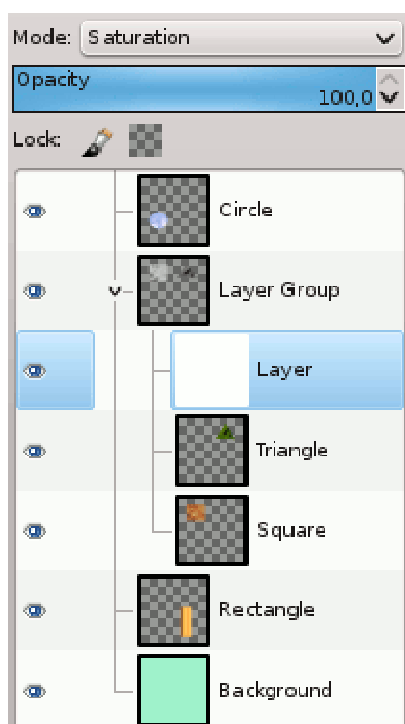 Mode: Saturation
Opacity
100,0
Lock:
Circle
Layer Group
Layer
Triangle
Square
Rectangle
Background